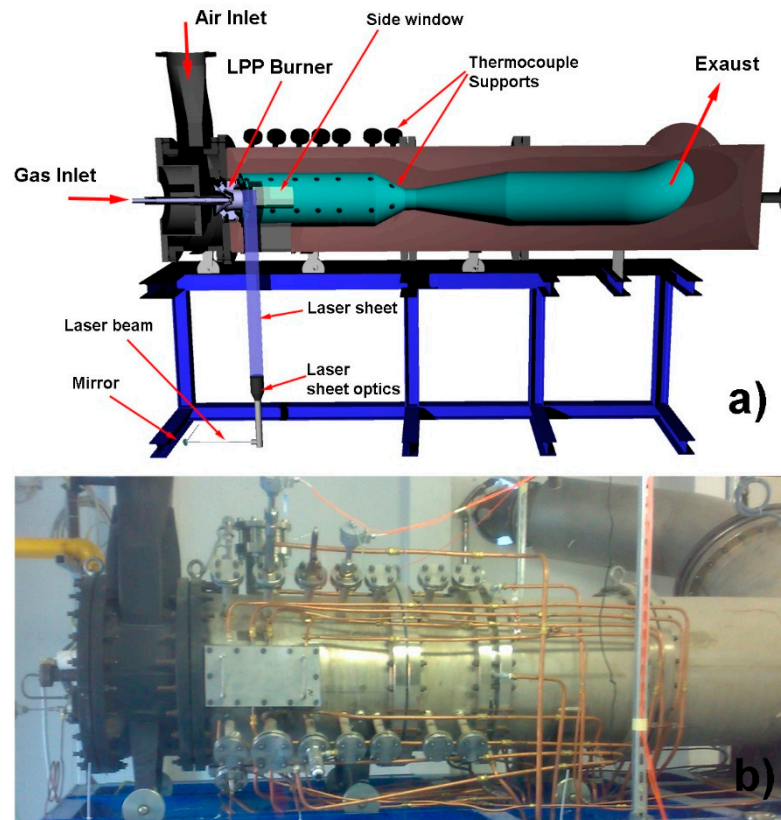 Air Inlet
Side window
LPP Burner
Thermocouple
Supports
Exaust
Gas Inlet
Laser sheet
Laser beam
Laser
sheet optics
Mirror
a)
b)